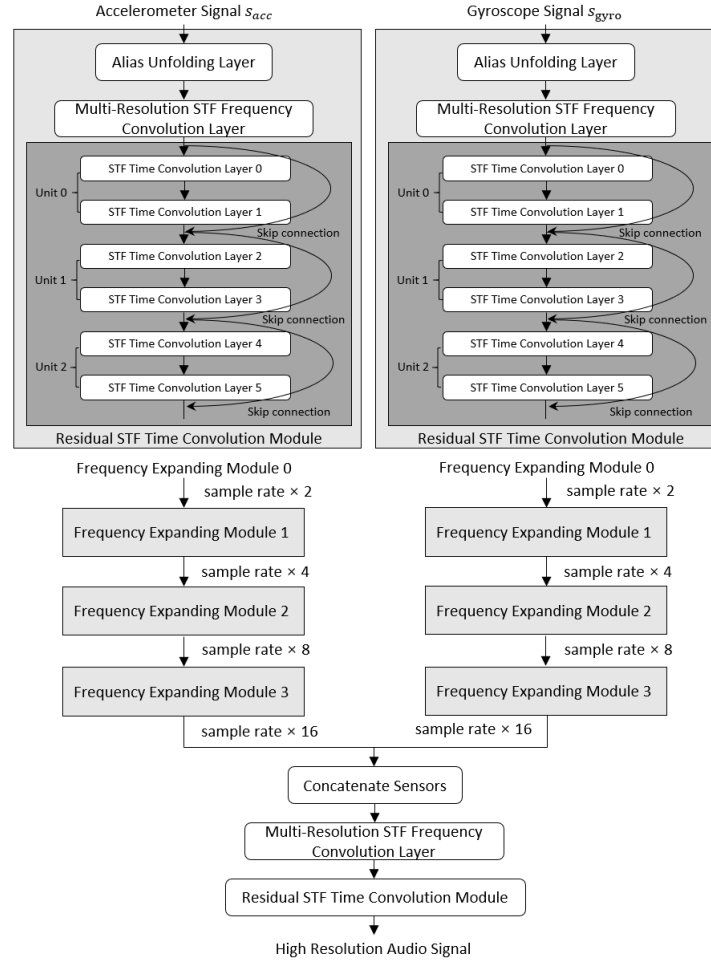 Accelerometer Signal s_acc
Alias Unfolding Layer
Multi-Resolution STF Frequency
Convolution Layer
STF Time Convolution Layer 0
Unit 0
STF Time Convolution Layer 1
Skip connection
STF Time Convolution Layer 2
Unit 1
STF Time Convolution Layer 3
Skip connection
STF Time Convolution Layer 4
Unit 2
STF Time Convolution Layer 5
Skip connection
Residual STF Time Convolution Module
Frequency Expanding Module 0
sample rate × 2
Frequency Expanding Module 1
sample rate × 4
Frequency Expanding Module 2
sample rate × 8
Frequency Expanding Module 3
sample rate × 16
Gyroscope Signal s_gyro
Alias Unfolding Layer
Multi-Resolution STF Frequency
Convolution Layer
STF Time Convolution Layer 0
Unit 0
STF Time Convolution Layer 1
Skip connection
STF Time Convolution Layer 2
Unit 1
STF Time Convolution Layer 3
Skip connection
STF Time Convolution Layer 4
Unit 2
STF Time Convolution Layer 5
Skip connection
Residual STF Time Convolution Module
Frequency Expanding Module 0
sample rate × 2
Frequency Expanding Module 1
sample rate × 4
Frequency Expanding Module 2
sample rate × 8
Frequency Expanding Module 3
sample rate × 16
Concatenate Sensors
Multi-Resolution STF Frequency
Convolution Layer
Residual STF Time Convolution Module
High Resolution Audio Signal